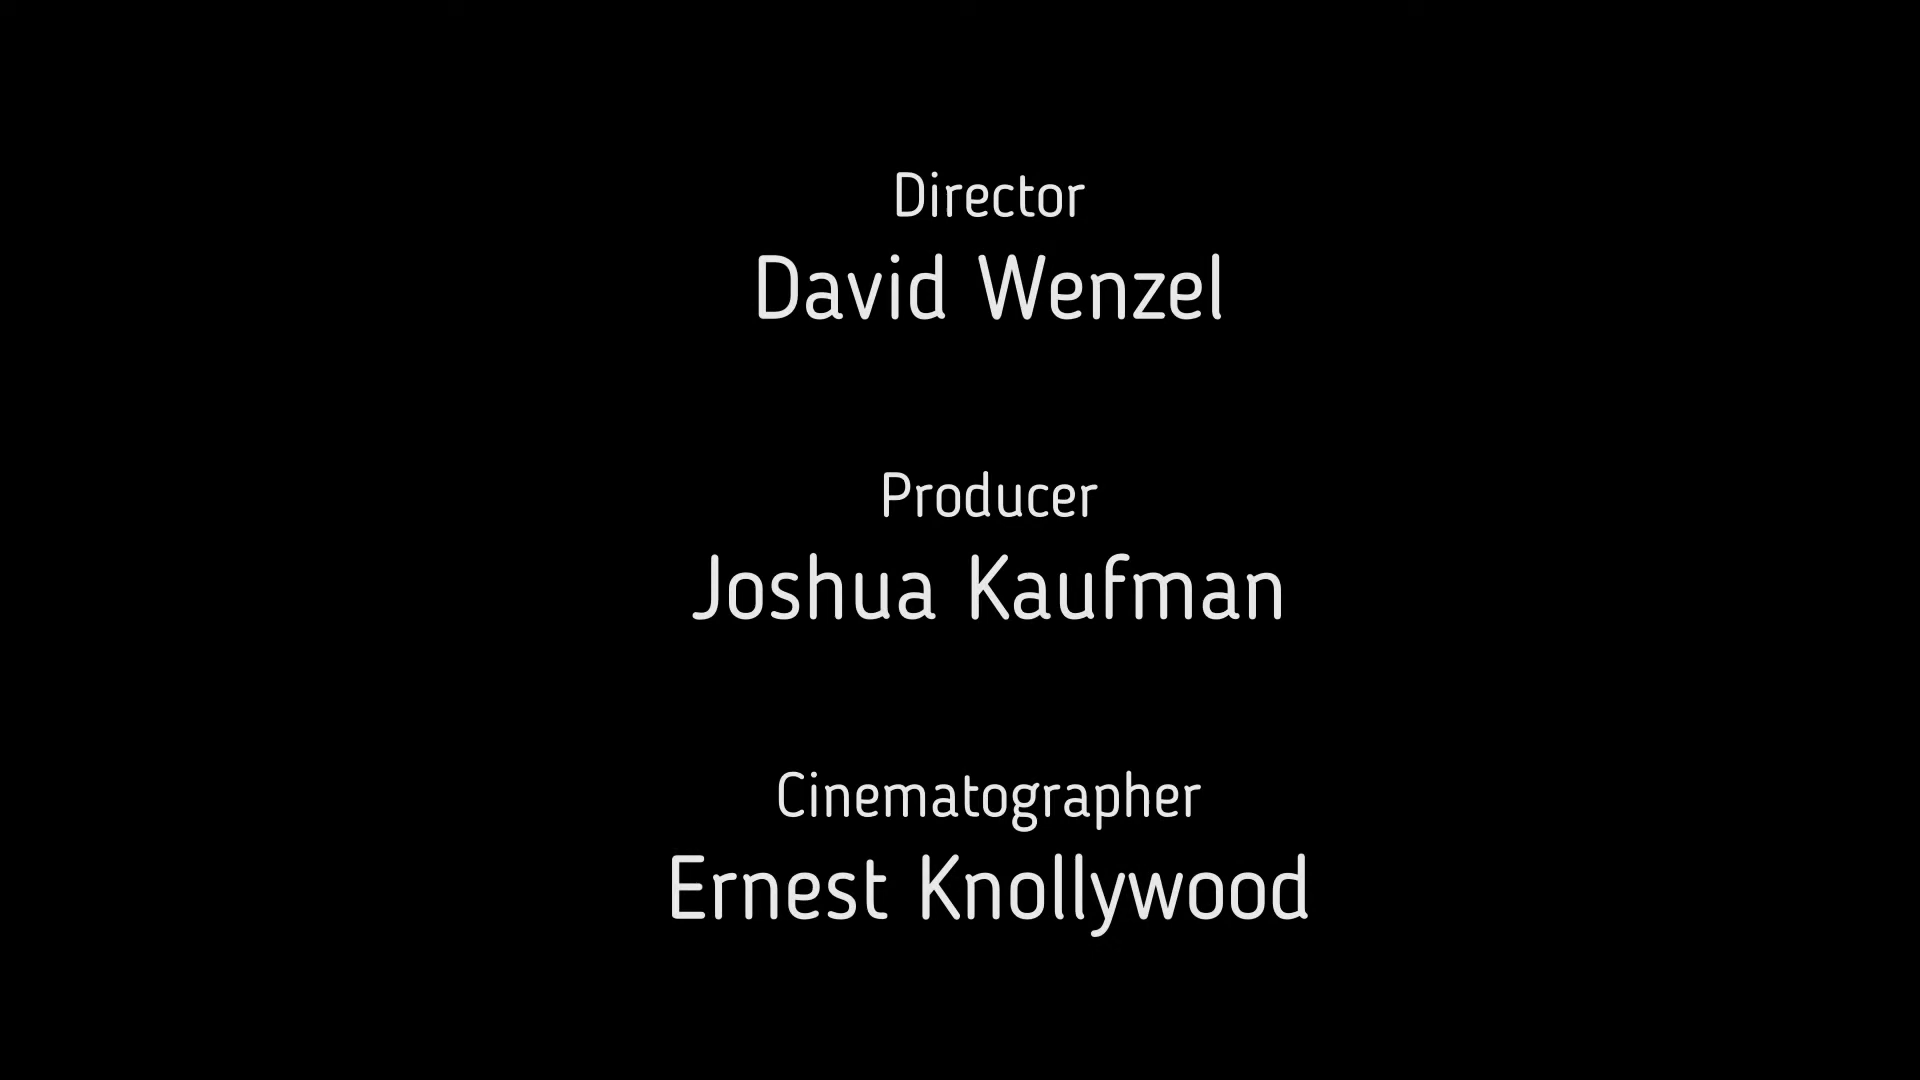 Director
David Wenzel
Producer
Joshua Kaufman
Cinematographer
Ernest Knollywood